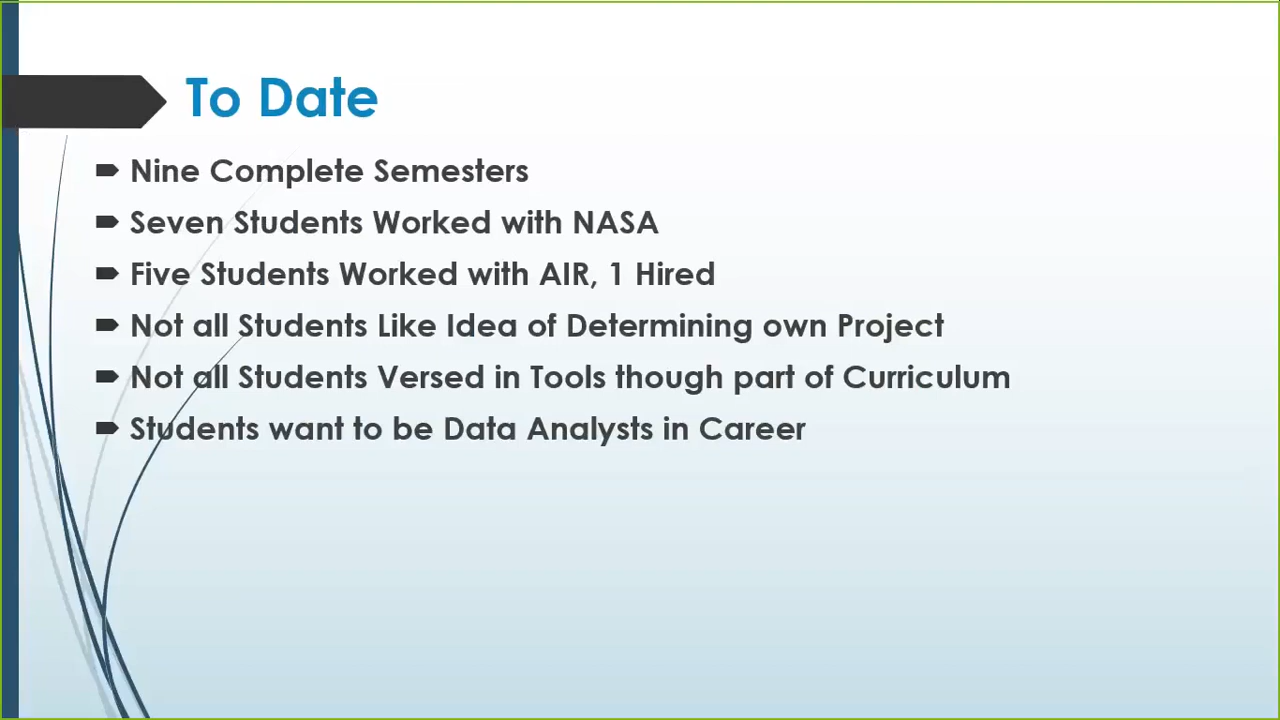 To Date
Nine Complete Semesters
Seven Students Worked with NASA
Five Students Worked with AIR, 1 Hired
Not all Students Like Idea of Determining own Project
Not all Students Versed in Tools though part of Curriculum
Students want to be Data Analysts in Career